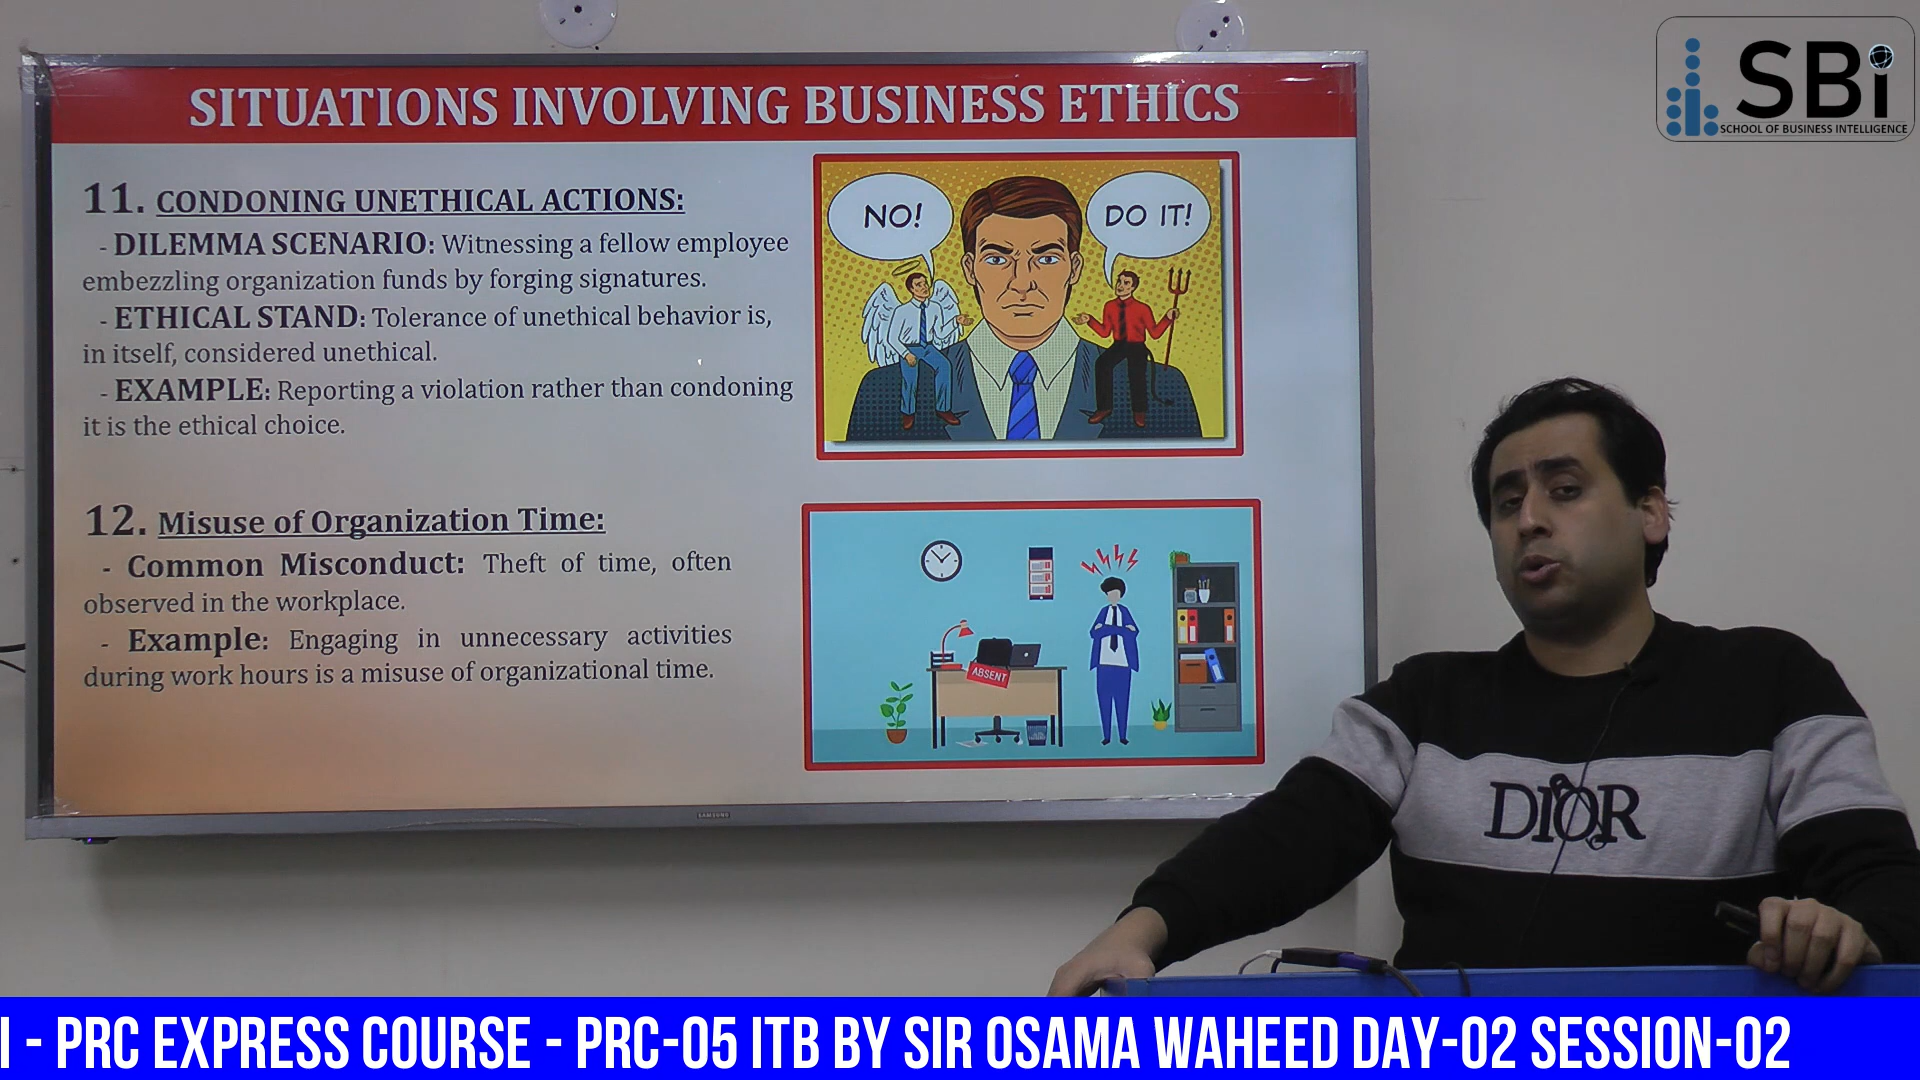 SITUATIONS INVOLVING BUSINESS ETHICS
SBi
SCHOOL OF BUSINESS INTELLIGENCE
11. CONDONING UNETHICAL ACTIONS:
- DILEMMA SCENARIO: Witnessing a fellow employee
embezzling organization funds by forging signatures.
- ETHICAL STAND: Tolerance of unethical behavior is,
in itself, considered unethical.
- EXAMPLE: Reporting a violation rather than condoning
it is the ethical choice.
NO!
DO IT!
12. Misuse of Organization Time:
- Common Misconduct: Theft of time, often
observed in the workplace.
- Example: Engaging in unnecessary activities
during work hours is a misuse of organizational time.
ABSENT
SAMSUNG
DIOR
I - PRC EXPRESS COURSE - PRC-05 ITB BY SIR OSAMA WAHEED DAY-02 SESSION-02